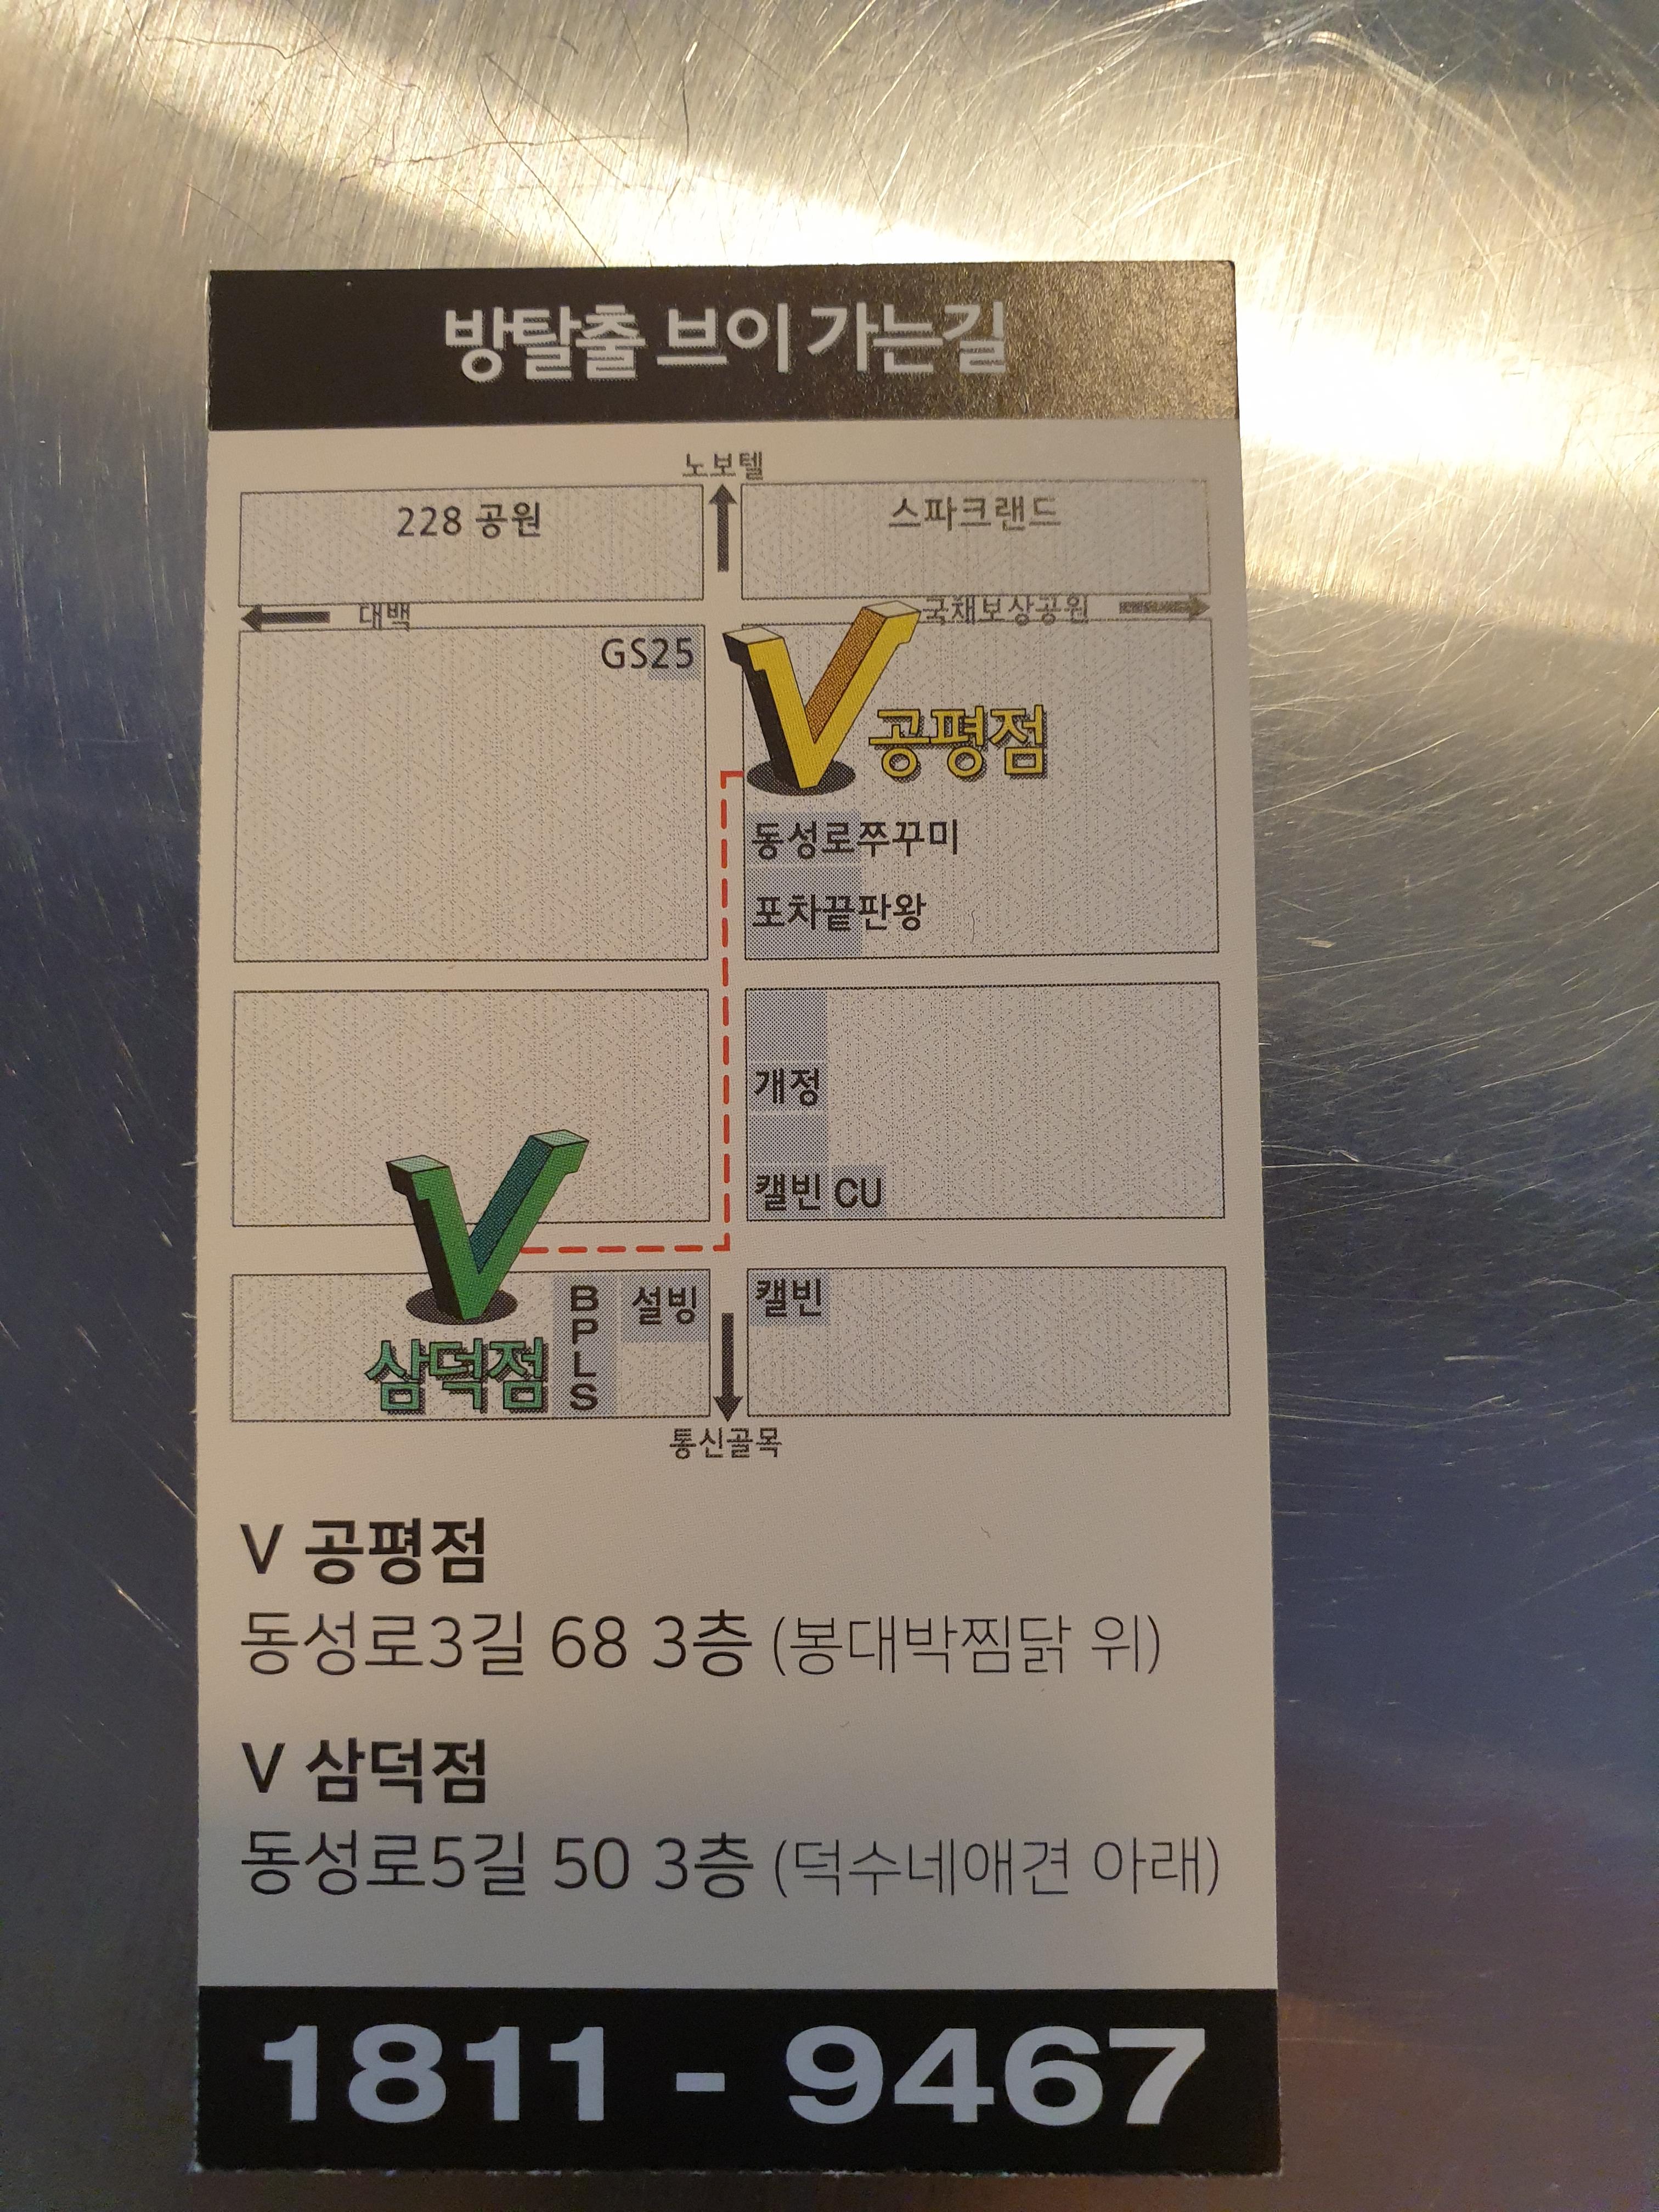 방탈출 브이 가는길
노보텔
228 공원
스파크랜드
대백
국채보상공원
GS25
V 공평점
동성로쭈꾸미
포차끝판왕
개정
캘빈 CU
V 삼덕점
BPLS
설빙
캘빈
통신골목
V 공평점
동성로3길 68 3층 (봉대박찜닭 위)
V 삼덕점
동성로5길 50 3층 (덕수네애견 아래)
1811 - 9467